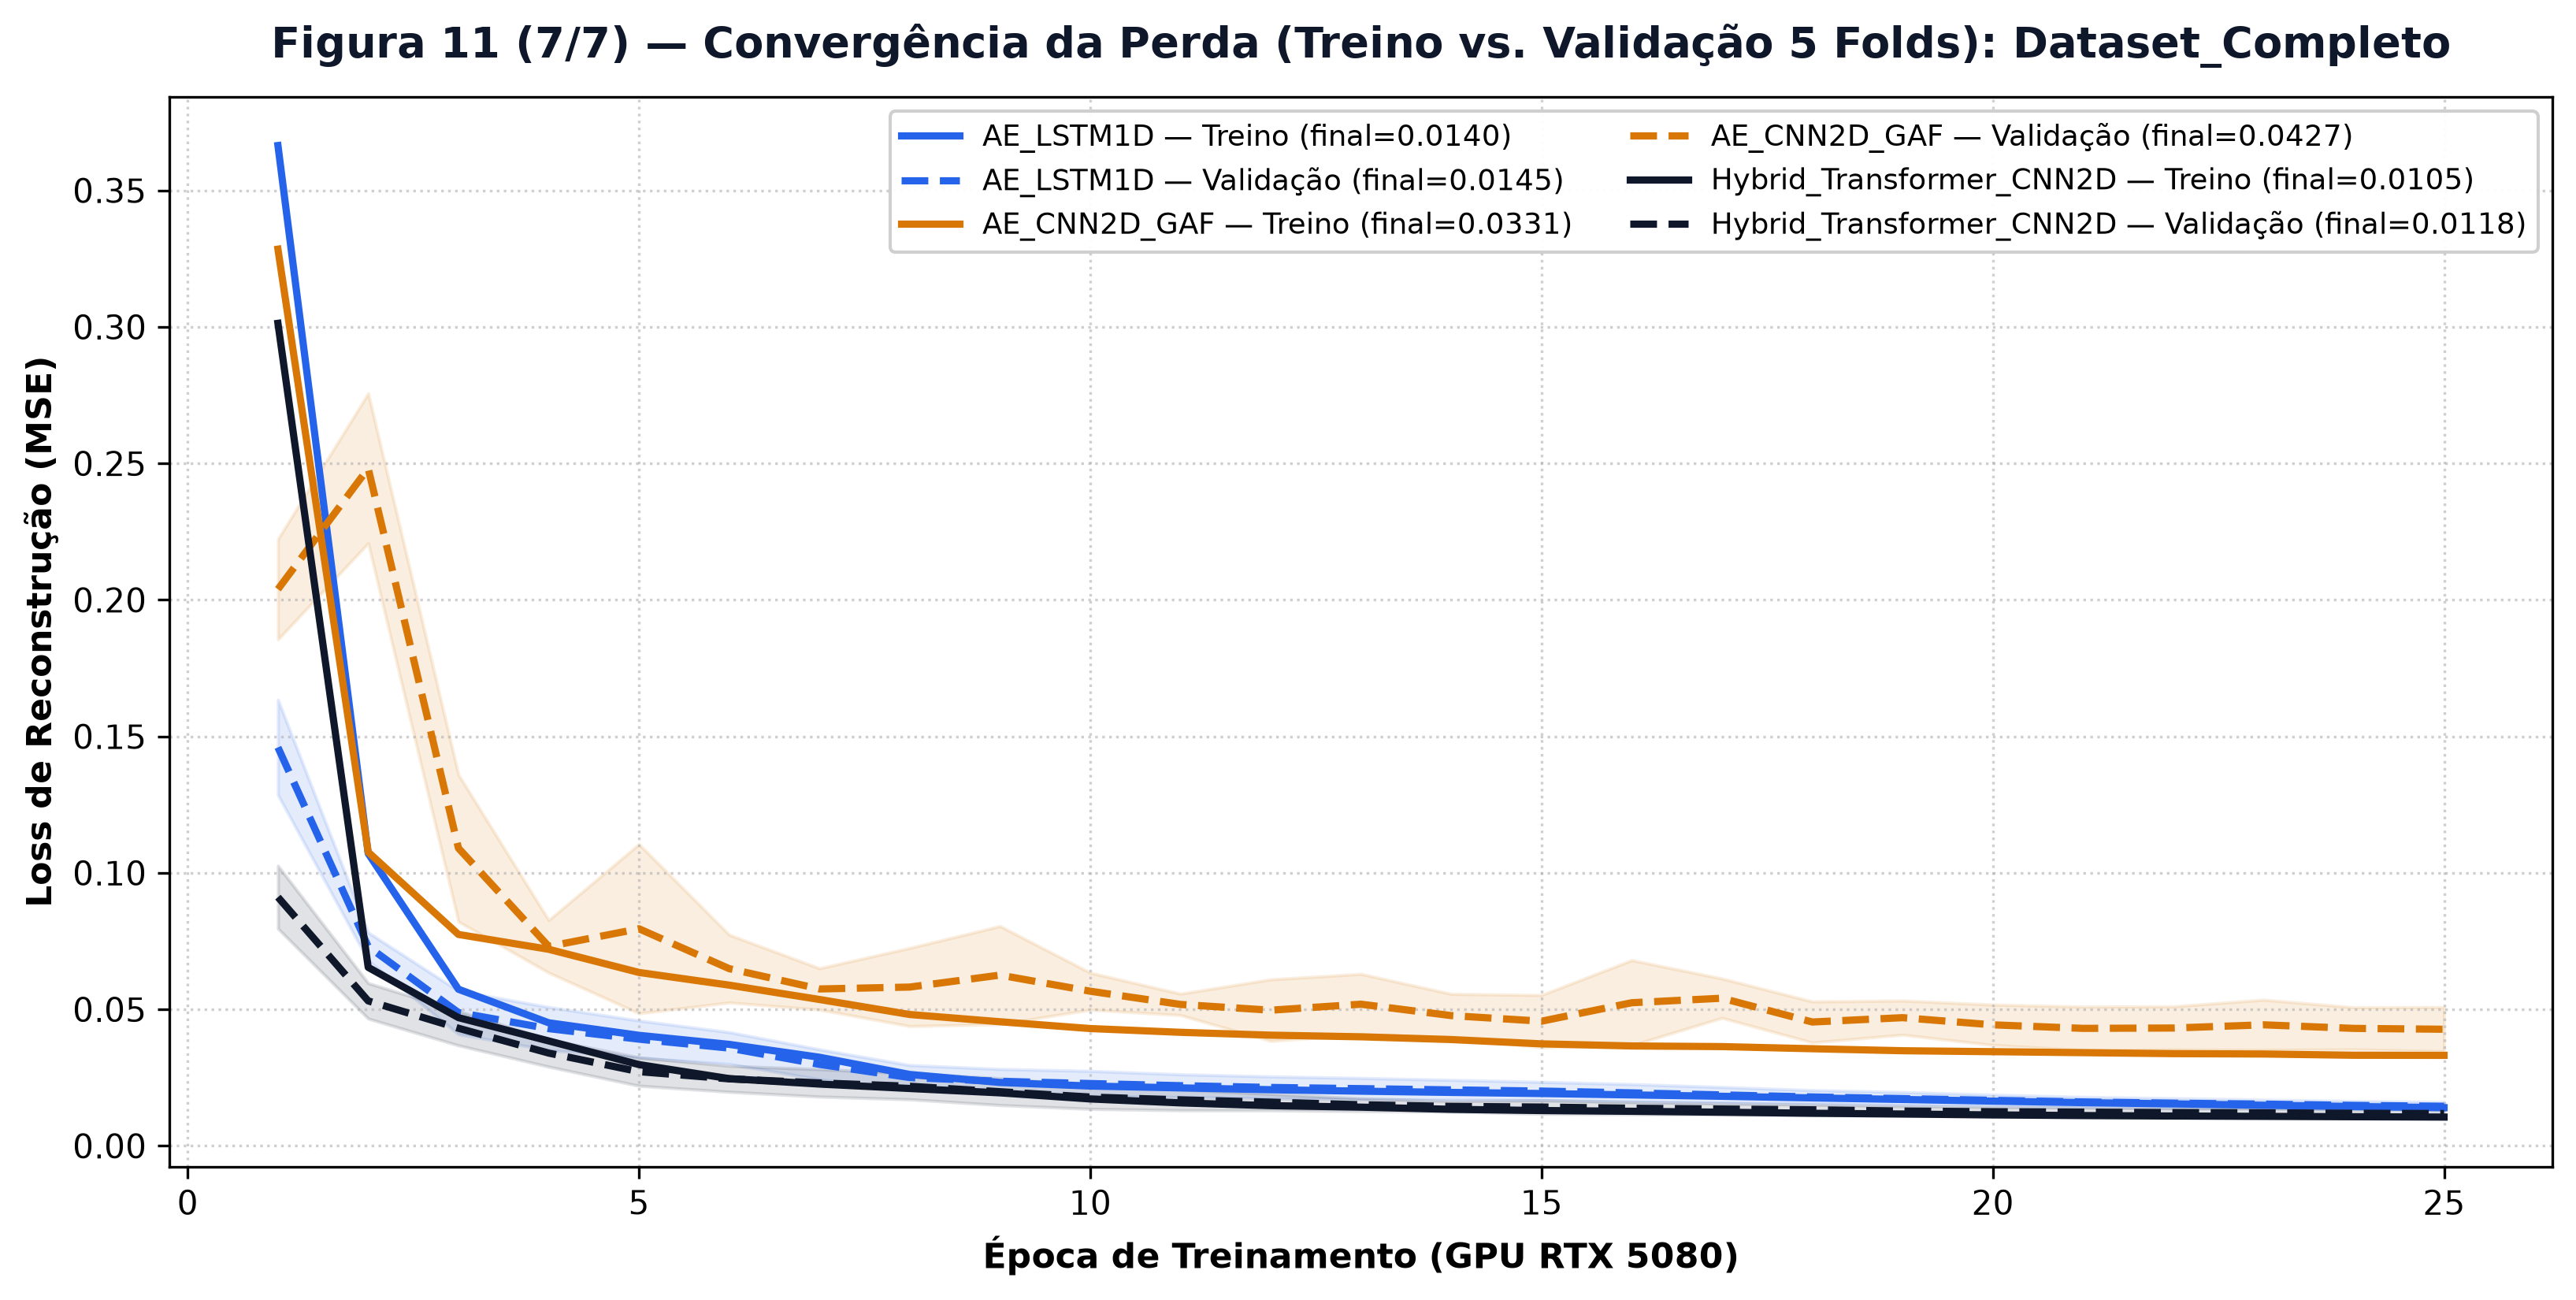 Figura 11 (7/7) — Convergência da Perda (Treino vs. Validação 5 Folds): Dataset_Completo
AE_LSTM1D — Treino (final=0.0140)
AE_LSTM1D — Validação (final=0.0145)
AE_CNN2D_GAF — Treino (final=0.0331)
AE_CNN2D_GAF — Validação (final=0.0427)
Hybrid_Transformer_CNN2D — Treino (final=0.0105)
Hybrid_Transformer_CNN2D — Validação (final=0.0118)
Loss de Reconstrução (MSE)
0.35
0.30
0.25
0.20
0.15
0.10
0.05
0.00
0
5
10
15
20
25
Época de Treinamento (GPU RTX 5080)